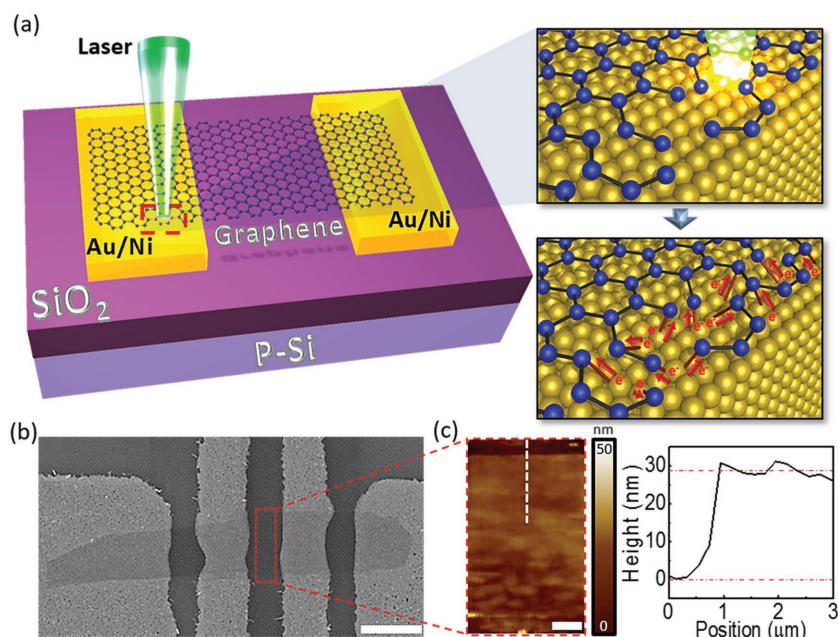 (a)
Laser
Au/Ni
Graphene
Au/Ni
SiO₂
P-Si
e⁻ e⁻ e⁻ e⁻ e⁻ e⁻ e⁻ e⁻ e⁻ e⁻ e⁻
(b)
(c)
nm
50
0
Height (nm)
30
20
10
0
0 1 2 3
Position (μm)